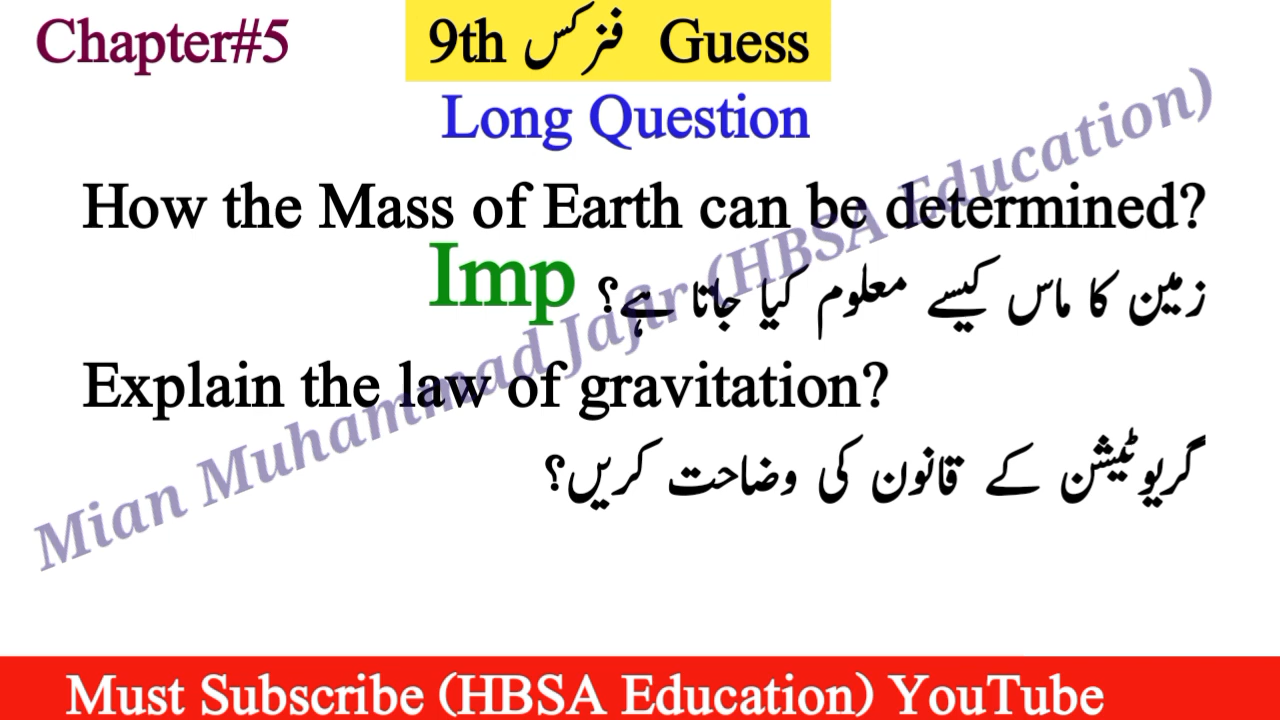 Chapter#5
9th فزکس Guess
Long Question
How the Mass of Earth can be determined?
Imp زمین کا ماس کیسے معلوم کیا جاتا ہے؟
Explain the law of gravitation?
گریوٹیشن کے قانون کی وضاحت کریں؟
Mian Muhammad Jafir (HBSA Education)
Must Subscribe (HBSA Education) YouTube